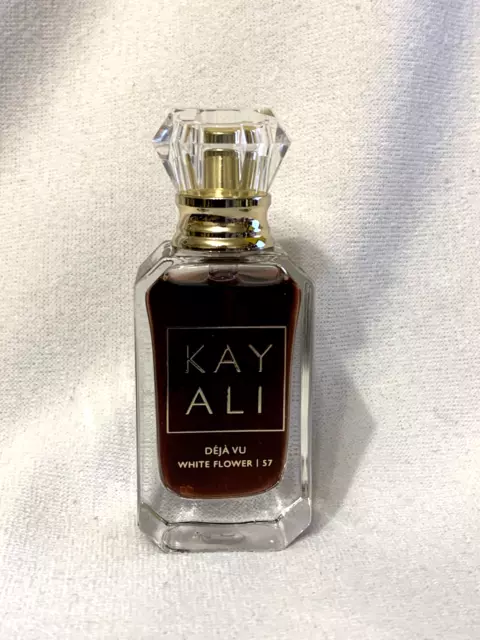 KAY
ALI
DÉJÀ VU
WHITE FLOWER | 57